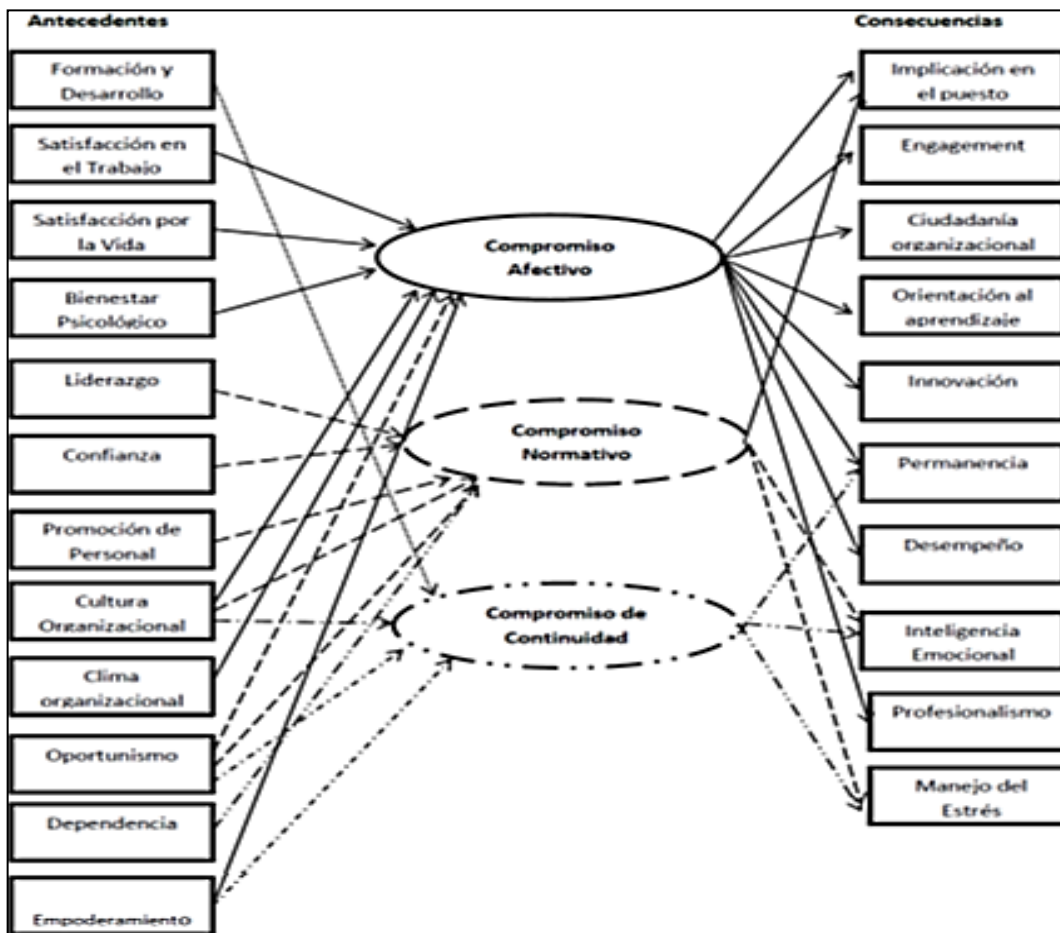 Antecedentes
Formación y
Desarrollo
Satisfacción en
el Trabajo
Satisfacción por
la Vida
Bienestar
Psicológico
Liderazgo
Confianza
Promoción de
Personal
Cultura
Organizacional
Clima
organizacional
Oportunismo
Dependencia
Empoderamiento
Compromiso
Afectivo
Compromiso
Normativo
Compromiso de
Continuidad
Consecuencias
Implicación en
el puesto
Engagement
Ciudadanía
organizacional
Orientación al
aprendizaje
Innovación
Permanencia
Desempeño
Inteligencia
Emocional
Profesionalismo
Manejo del
Estrés